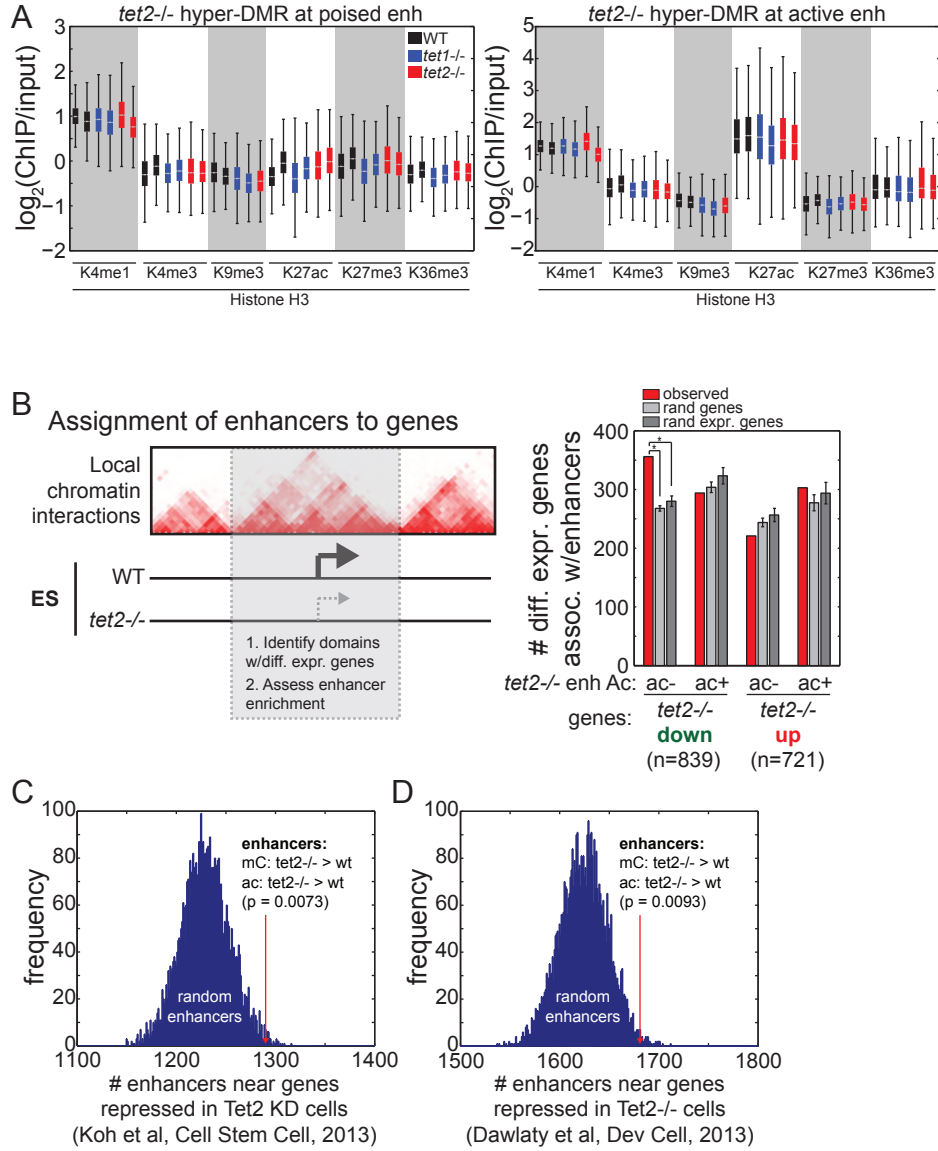 A
tet2-/- hyper-DMR at poised enh
log2(ChIP/input)
3
2
1
0
−1
−2
WT
tet1-/-
tet2-/-
K4me1 K4me3 K9me3 K27ac K27me3 K36me3
Histone H3
tet2-/- hyper-DMR at active enh
log2(ChIP/input)
5
4
3
2
1
0
−1
−2
K4me1 K4me3 K9me3 K27ac K27me3 K36me3
Histone H3
B
Assignment of enhancers to genes
Local
chromatin
interactions
ES
WT
tet2-/-
1. Identify domains
w/diff. expr. genes
2. Assess enhancer
enrichment
observed
rand genes
rand expr. genes
# diff. expr. genes
assoc. w/enhancers
400
300
200
100
0
*
*
tet2-/- enh Ac: ac- ac+ ac- ac+
genes: tet2-/- tet2-/-
down up
(n=839) (n=721)
C
frequency
100
80
60
40
20
0
enhancers:
mC: tet2-/- > wt
ac: tet2-/- > wt
(p = 0.0073)
random
enhancers
1100 1200 1300 1400
# enhancers near genes
repressed in Tet2 KD cells
(Koh et al, Cell Stem Cell, 2013)
D
frequency
100
80
60
40
20
0
enhancers:
mC: tet2-/- > wt
ac: tet2-/- > wt
(p = 0.0093)
random
enhancers
1500 1600 1700 1800
# enhancers near genes
repressed in Tet2-/- cells
(Dawlaty et al, Dev Cell, 2013)